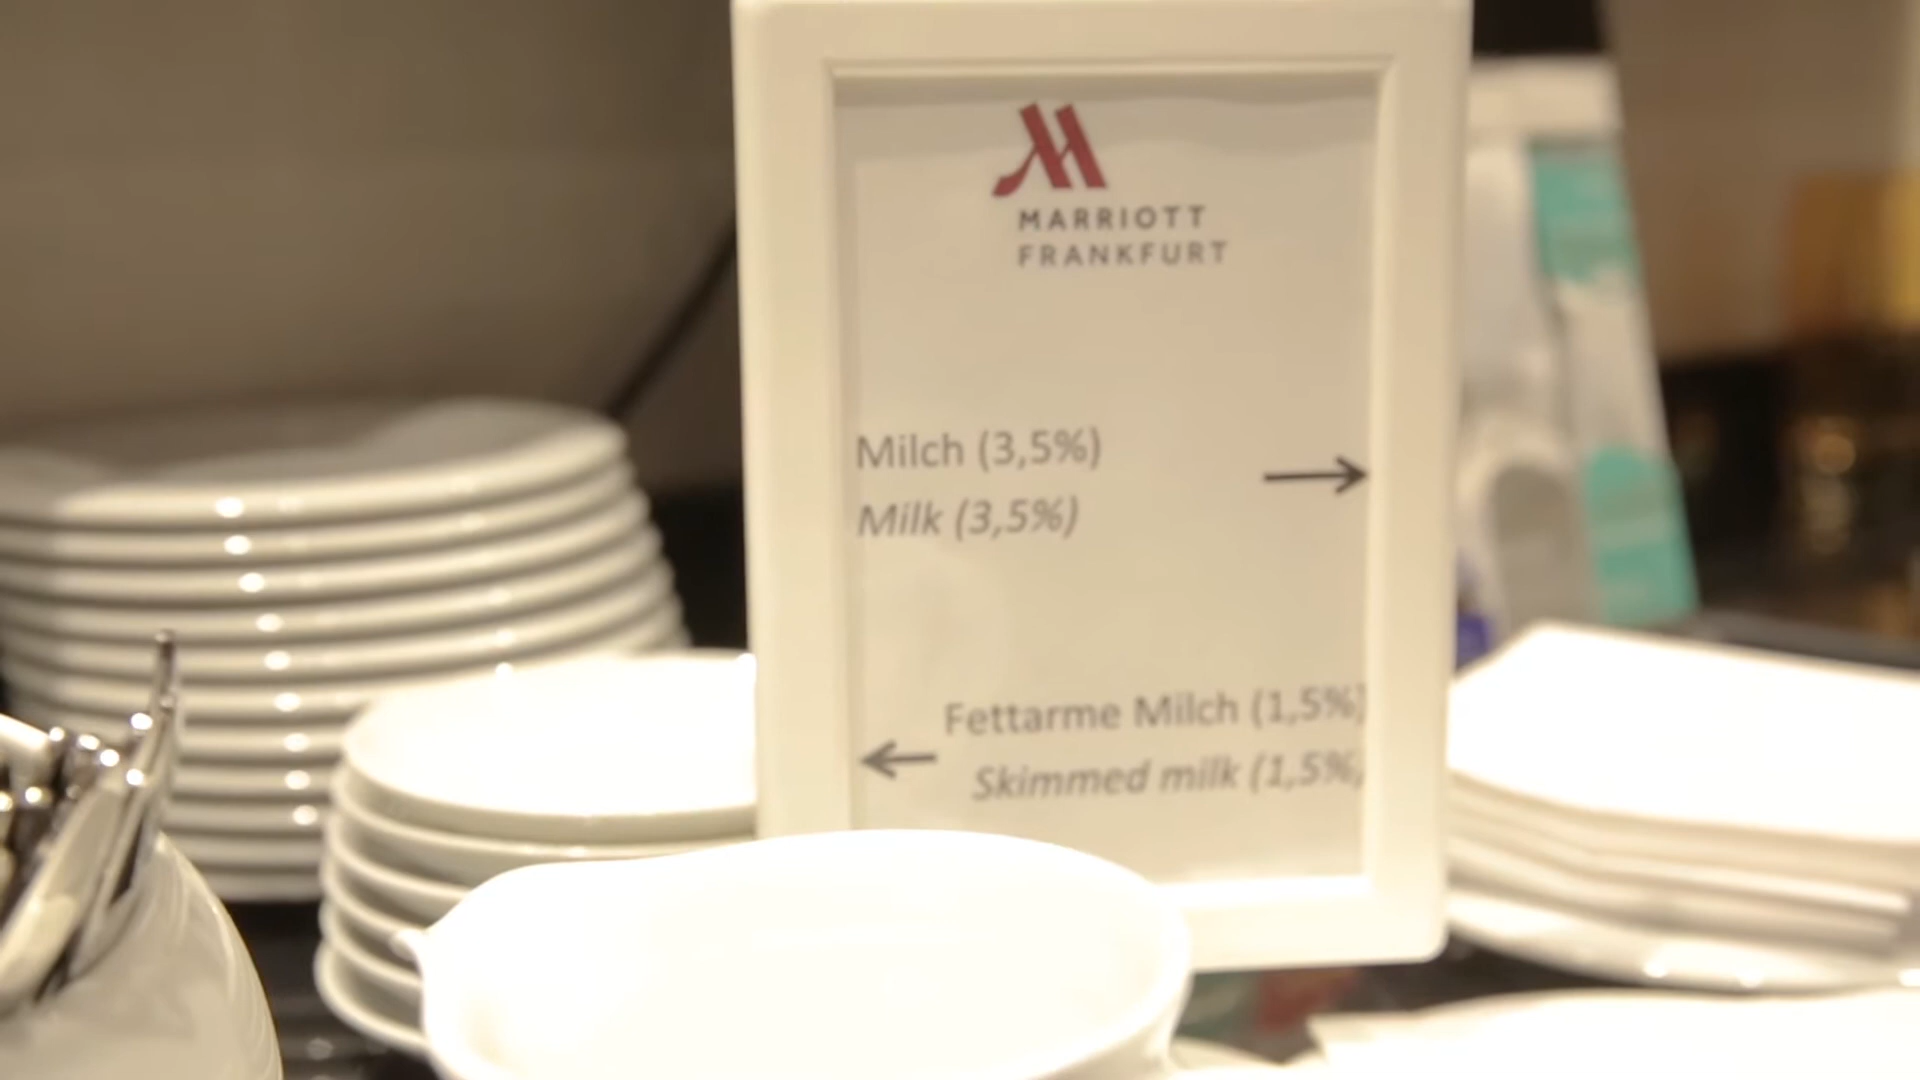 MARRIOTT
FRANKFURT
Milch (3,5%)
Milk (3,5%)
Fettarme Milch (1,5%)
Skimmed milk (1,5%)